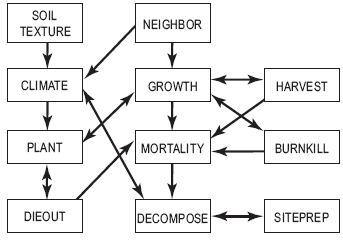 SOIL
TEXTURE
NEIGHBOR
CLIMATE
GROWTH
HARVEST
PLANT
MORTALITY
BURNKILL
DIEOUT
DECOMPOSE
SITEPREP